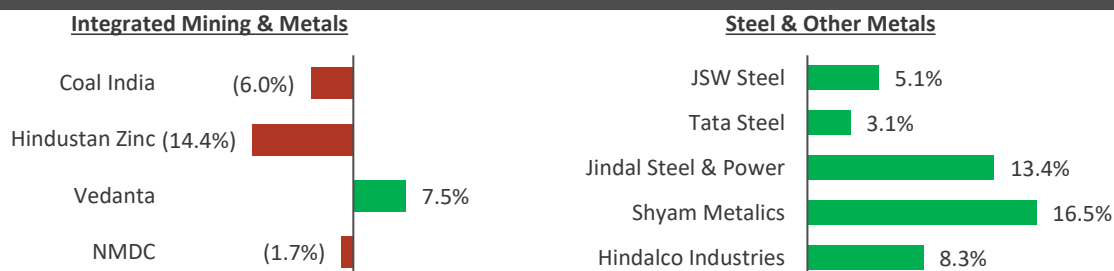 Integrated Mining & Metals
Coal India (6.0%)
Hindustan Zinc (14.4%)
Vedanta 7.5%
NMDC (1.7%)
Steel & Other Metals
JSW Steel 5.1%
Tata Steel 3.1%
Jindal Steel & Power 13.4%
Shyam Metalics 16.5%
Hindalco Industries 8.3%